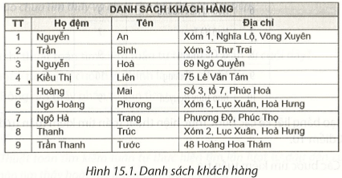 DANH SÁCH KHÁCH HÀNG
TT Họ đệm Tên Địa chỉ
1 Nguyễn An Xóm 1, Nghĩa Lộ, Võng Xuyên
2 Trần Bình Xóm 3, Thư Trai
3 Nguyễn Hoà 69 Ngô Quyền
4 Kiều Thị Liên 75 Lê Văn Tám
5 Hoàng Mai Số 3, tổ 7, Phúc Hoà
6 Ngô Hoàng Phương Xóm 6, Lục Xuân, Hoà Hưng
7 Ngô Hà Trang Phương Độ, Phúc Thọ
8 Thanh Trúc Xóm 2, Lục Xuân, Hoà Hưng
9 Trần Thanh Tước 48 Hoàng Hoa Thám
Hình 15.1. Danh sách khách hàng